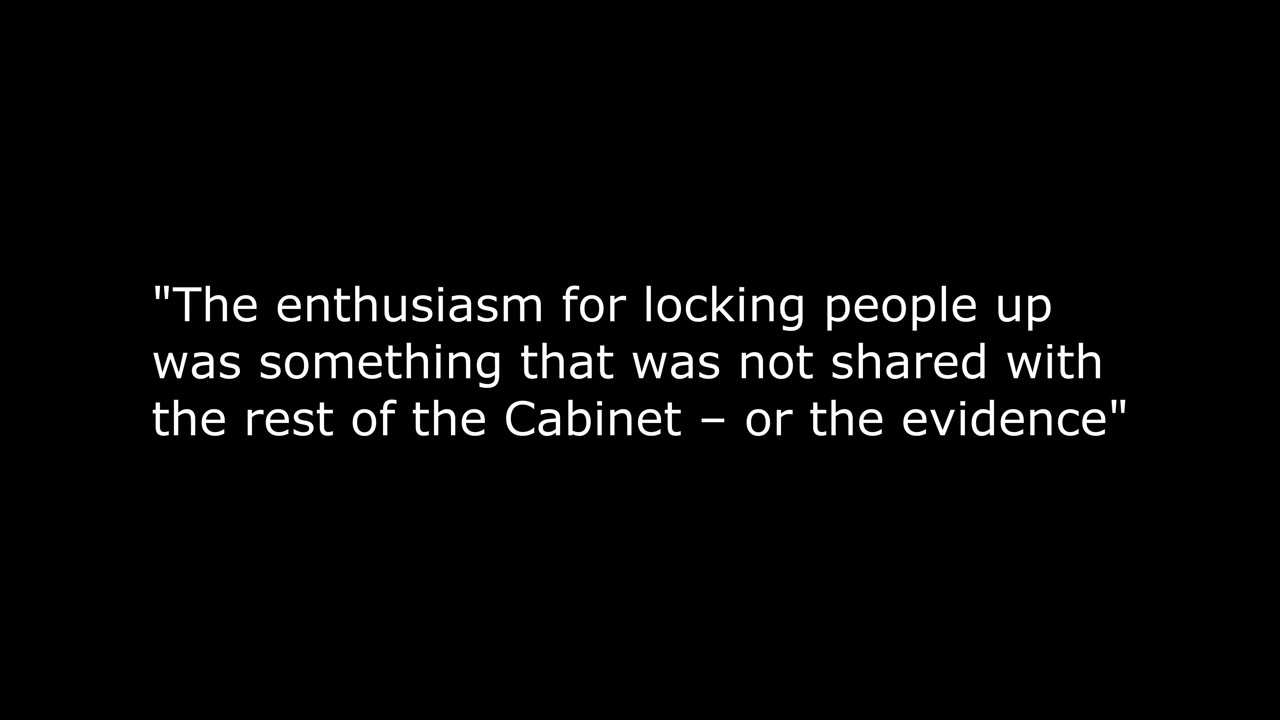 "The enthusiasm for locking people up
was something that was not shared with
the rest of the Cabinet – or the evidence"